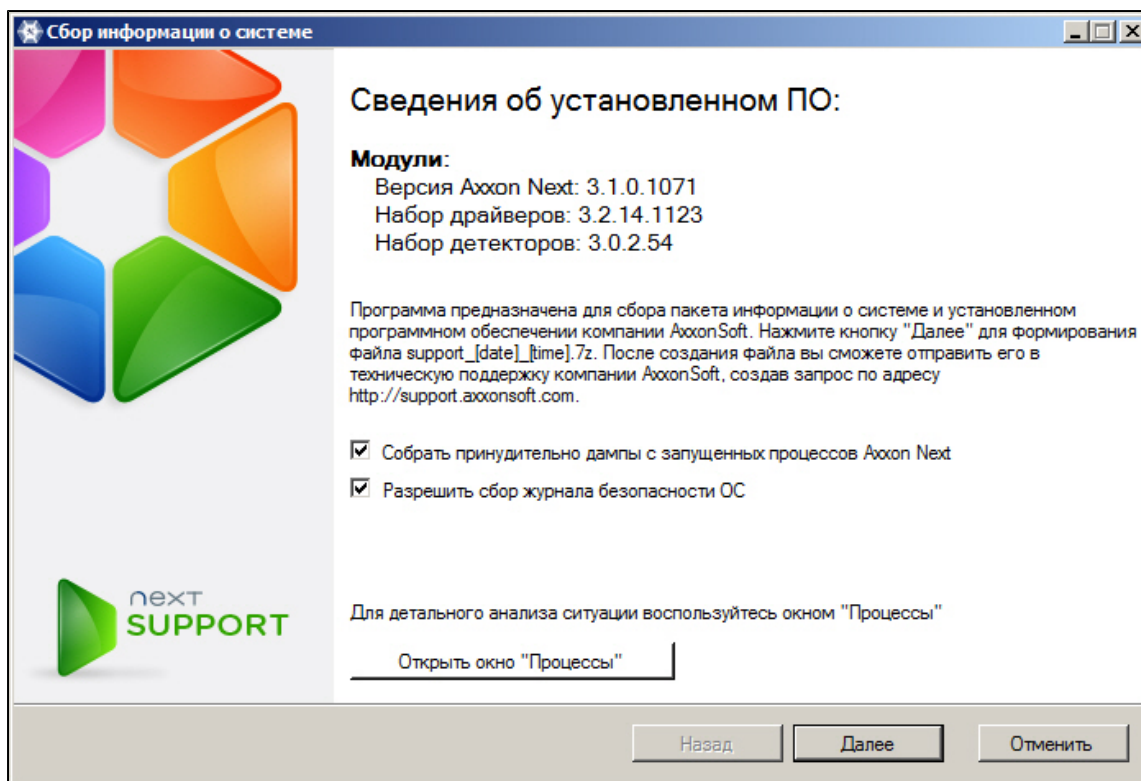 Сбор информации о системе
Сведения об установленном ПО:
Модули:
Версия Axxon Next: 3.1.0.1071
Набор драйверов: 3.2.14.1123
Набор детекторов: 3.0.2.54
Программа предназначена для сбора пакета информации о системе и установленном
программном обеспечении компании AxxonSoft. Нажмите кнопку "Далее" для формирования
файла support_[date]_[time].7z. После создания файла вы сможете отправить его в
техническую поддержку компании AxxonSoft, создав запрос по адресу
http://support.axxonsoft.com.
Собрать принудительно дампы с запущенных процессов Axxon Next
Разрешить сбор журнала безопасности ОС
next
SUPPORT
Для детального анализа ситуации воспользуйтесь окном "Процессы"
Открыть окно "Процессы"
Назад
Далее
Отменить